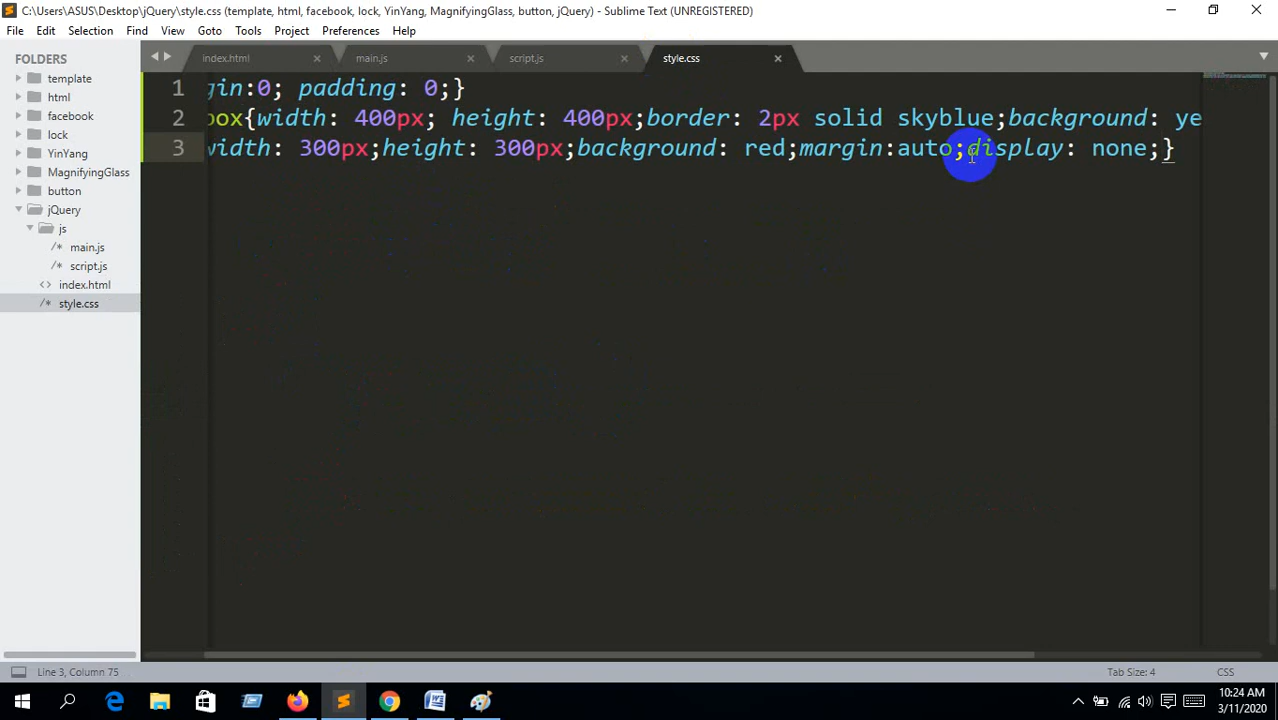 C:\Users\ASUS\Desktop\jQuery\style.css (template, html, facebook, lock, YinYang, MagnifyingGlass, button, jQuery) - Sublime Text (UNREGISTERED)
File Edit Selection Find View Goto Tools Project Preferences Help
FOLDERS
template
html
facebook
lock
YinYang
MagnifyingGlass
button
jQuery
js
/* main.js
/* script.js
<> index.html
/* style.css
index.html
main.js
script.js
style.css
1 gin:0; padding: 0;}
2 box{width: 400px; height: 400px;border: 2px solid skyblue;background: ye
3 width: 300px;height: 300px;background: red;margin:auto;display: none;}
Line 3, Column 75
Tab Size: 4
CSS
10:24 AM
3/11/2020